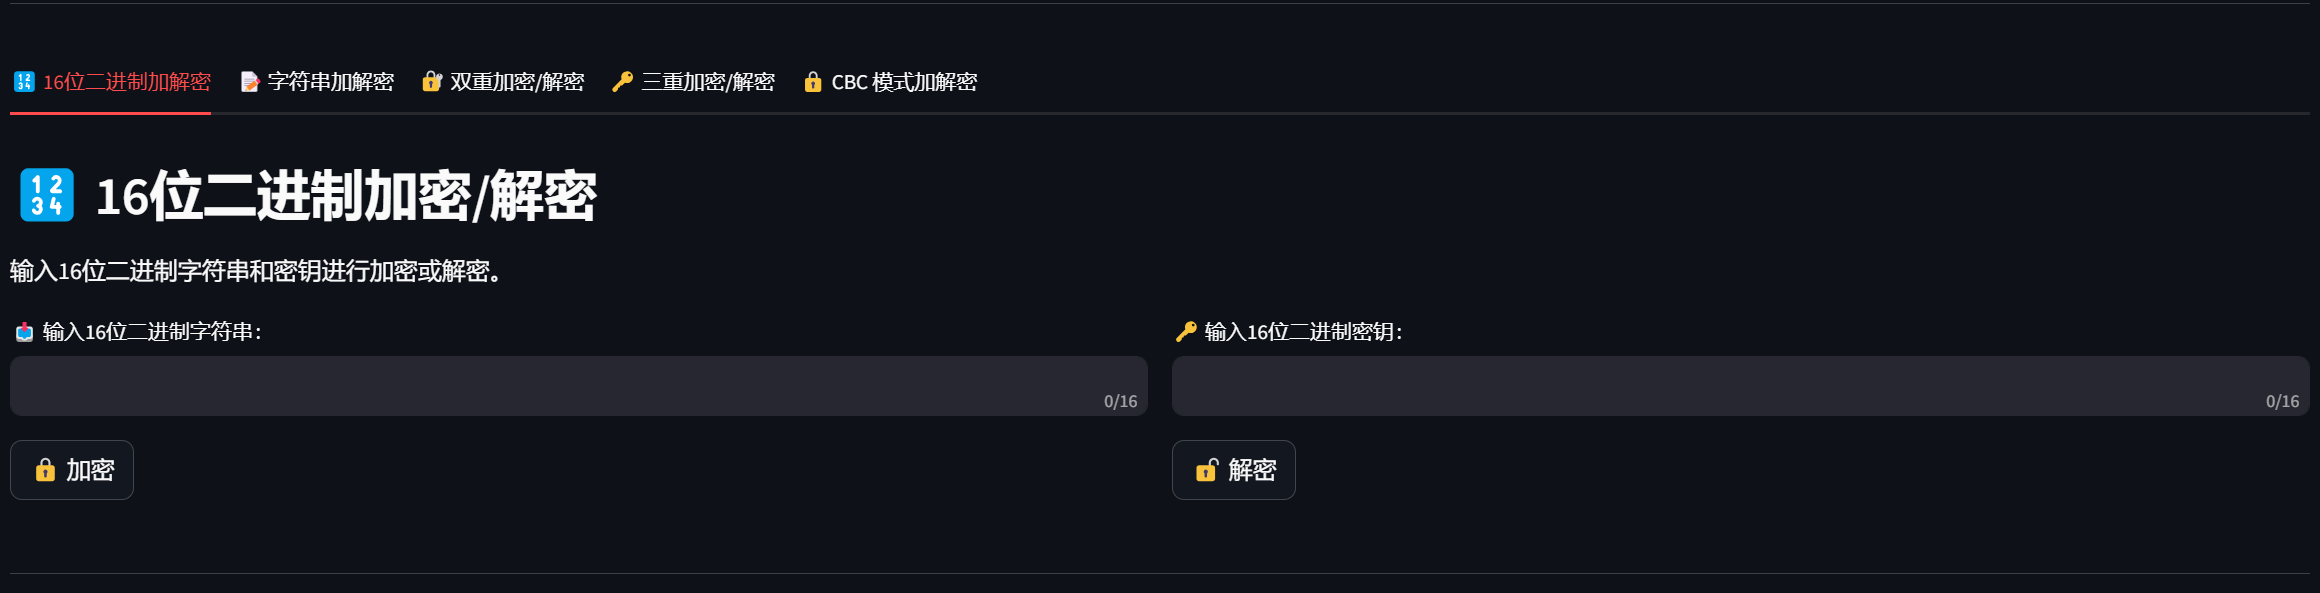 16位二进制加解密 字符串加解密 双重加密/解密 三重加密/解密 CBC 模式加解密
16位二进制加密/解密
输入16位二进制字符串和密钥进行加密或解密。
输入16位二进制字符串: 输入16位二进制密钥:
0/16 0/16
加密 解密